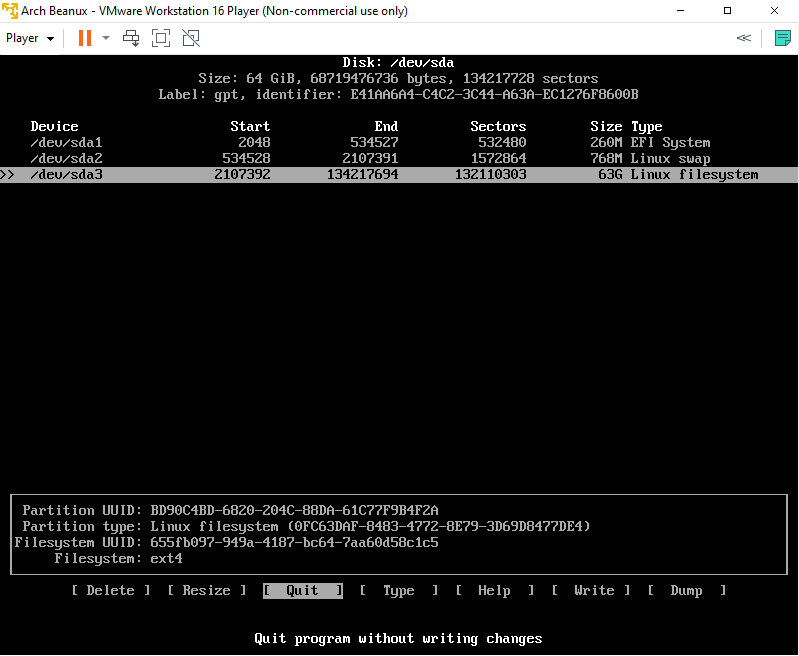 Arch Beanux - VMware Workstation 16 Player (Non-commercial use only)
Player
Disk: /dev/sda
Size: 64 GiB, 68719476736 bytes, 134217728 sectors
Label: gpt, identifier: E41AA6A4-C4C2-3C44-A63A-EC1276F8600B
Device Start End Sectors Size Type
/dev/sda1 2048 534527 532480 260M EFI System
/dev/sda2 534528 2107391 1572864 768M Linux swap
>> /dev/sda3 2107392 134217694 132110303 63G Linux filesystem
Partition UUID: BD90C4BD-6820-204C-88DA-61C77F9B4F2A
Partition type: Linux filesystem (0FC63DAF-8483-4772-8E79-3D69D8477DE4)
Filesystem UUID: 655fb097-949a-4187-bc64-7aa60d58c1c5
Filesystem: ext4
[ Delete ] [ Resize ] [ Quit ] [ Type ] [ Help ] [ Write ] [ Dump ]
Quit program without writing changes